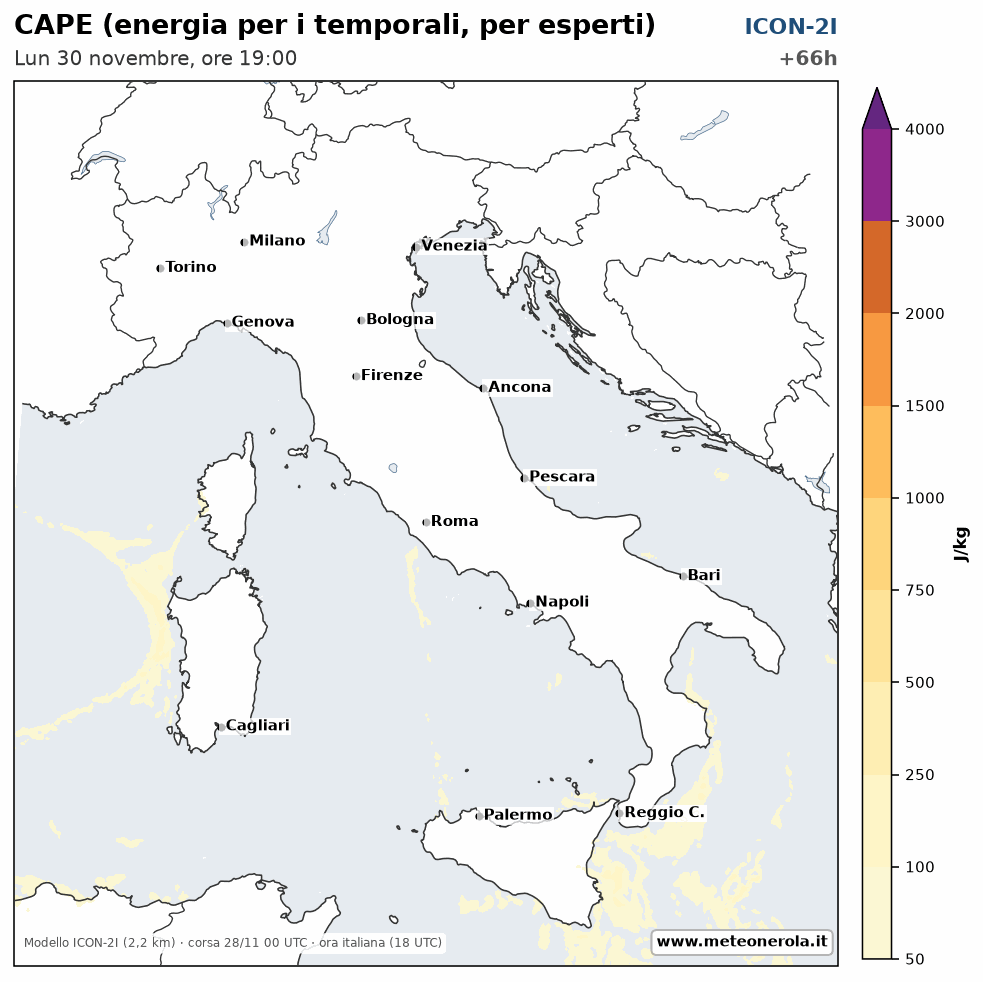 CAPE (energia per i temporali, per esperti)
ICON-2I
Lun 30 novembre, ore 19:00
+66h
4000
3000
2000
1500
1000
750
500
250
100
50
J/kg
Milano
Venezia
Torino
Genova
Bologna
Firenze
Ancona
Pescara
Roma
Bari
Napoli
Cagliari
Palermo
Reggio C.
Modello ICON-2I (2,2 km) · corsa 28/11 00 UTC · ora italiana (18 UTC)
www.meteonerola.it